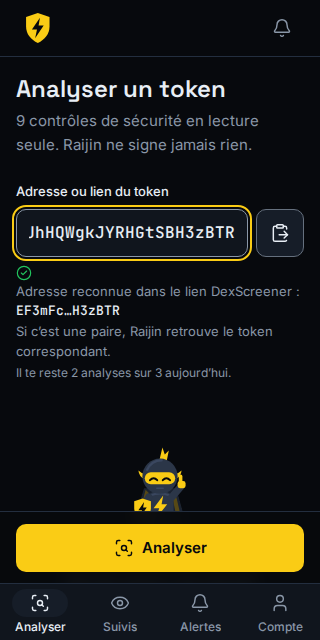 Analyser un token
9 contrôles de sécurité en lecture
seule. Raijin ne signe jamais rien.
Adresse ou lien du token
JhHQWgkJYRHGtSBH3zBTR
Adresse reconnue dans le lien DexScreener :
EF3mFc…H3zBTR
Si c’est une paire, Raijin retrouve le token
correspondant.
Il te reste 2 analyses sur 3 aujourd’hui.
Analyser
Analyser
Suivis
Alertes
Compte